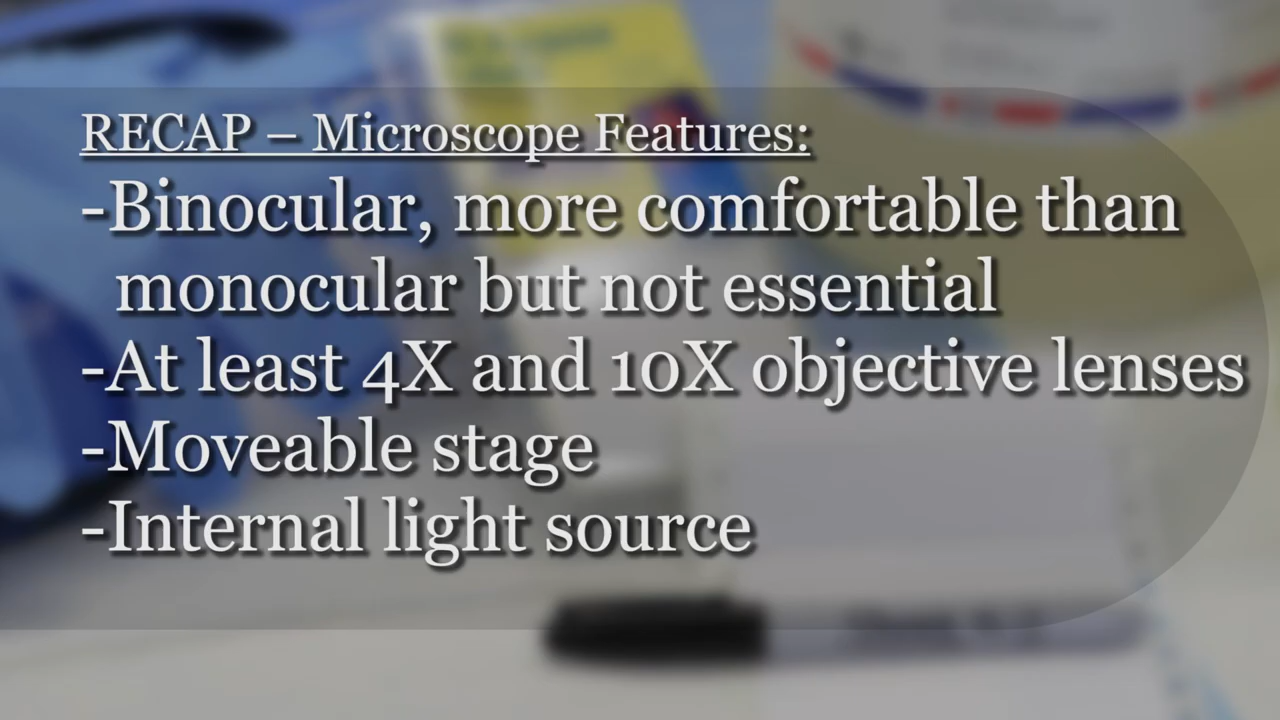 RECAP – Microscope Features:
-Binocular, more comfortable than
monocular but not essential
-At least 4X and 10X objective lenses
-Moveable stage
-Internal light source